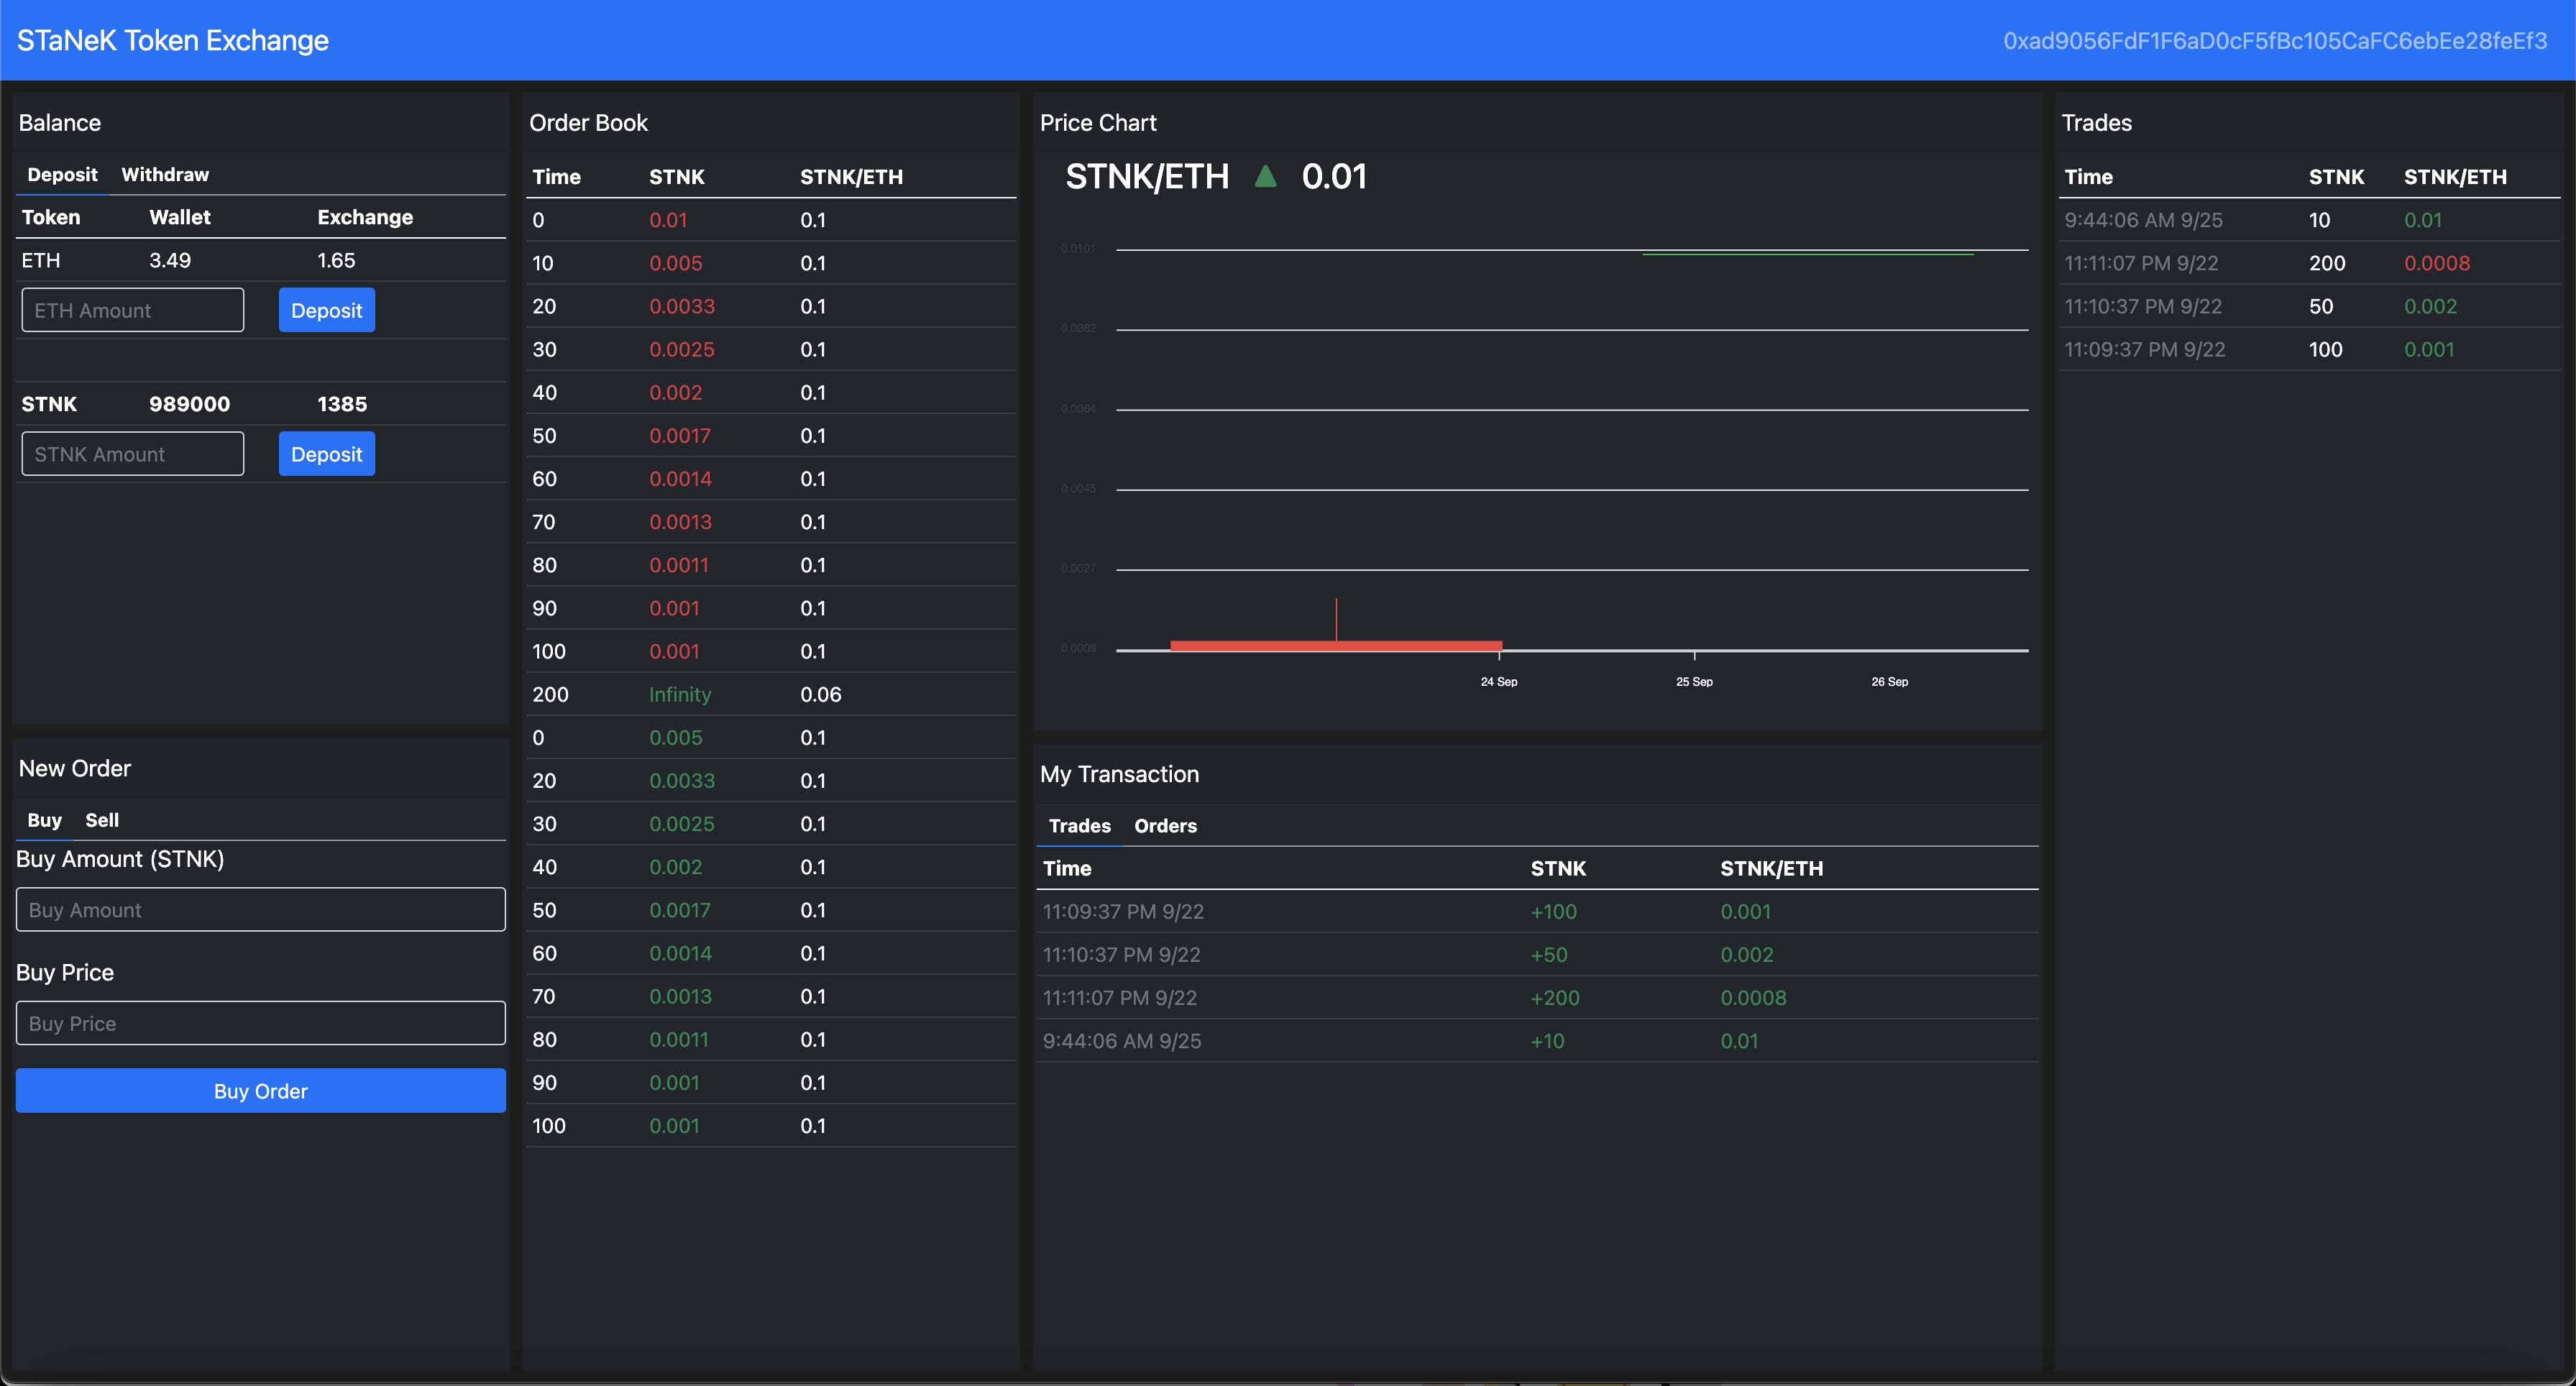 STaNeK Token Exchange
0xad9056FdF1F6aD0cF5fBc105CaFC6ebEe28feEf3
Balance
Deposit Withdraw
Token Wallet Exchange
ETH 3.49 1.65
ETH Amount Deposit
STNK 989000 1385
STNK Amount Deposit
New Order
Buy Sell
Buy Amount (STNK)
Buy Amount
Buy Price
Buy Price
Buy Order
Order Book
Time STNK STNK/ETH
0 0.01 0.1
10 0.005 0.1
20 0.0033 0.1
30 0.0025 0.1
40 0.002 0.1
50 0.0017 0.1
60 0.0014 0.1
70 0.0013 0.1
80 0.0011 0.1
90 0.001 0.1
100 0.001 0.1
200 Infinity 0.06
0 0.005 0.1
20 0.0033 0.1
30 0.0025 0.1
40 0.002 0.1
50 0.0017 0.1
60 0.0014 0.1
70 0.0013 0.1
80 0.0011 0.1
90 0.001 0.1
100 0.001 0.1
Price Chart
STNK/ETH ▲ 0.01
0.0101
0.0082
0.0064
0.0045
0.0027
0.0008
24 Sep 25 Sep 26 Sep
My Transaction
Trades Orders
Time STNK STNK/ETH
11:09:37 PM 9/22 +100 0.001
11:10:37 PM 9/22 +50 0.002
11:11:07 PM 9/22 +200 0.0008
9:44:06 AM 9/25 +10 0.01
Trades
Time STNK STNK/ETH
9:44:06 AM 9/25 10 0.01
11:11:07 PM 9/22 200 0.0008
11:10:37 PM 9/22 50 0.002
11:09:37 PM 9/22 100 0.001